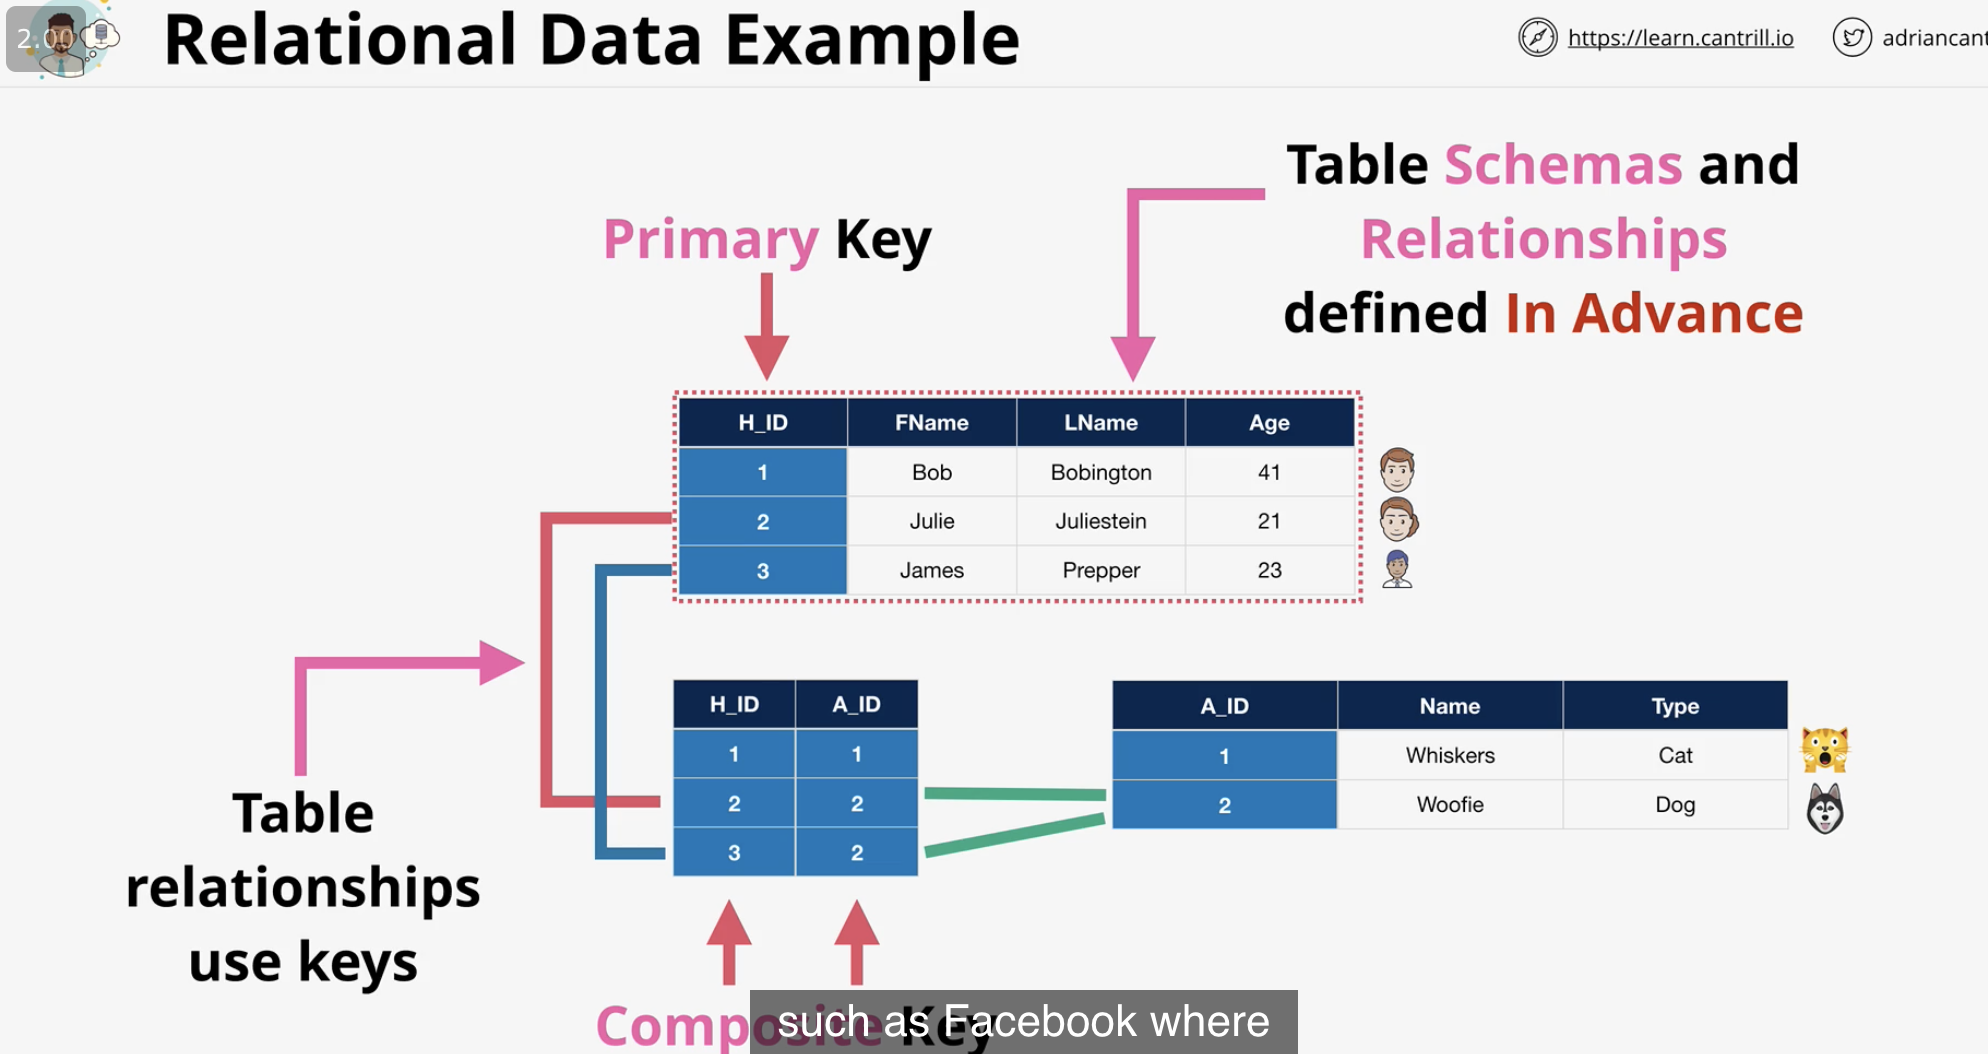 2.00
Relational Data Example
https://learn.cantrill.io
adriancant
Table Schemas and
Relationships
defined In Advance
Primary Key
H_ID FName LName Age
1 Bob Bobington 41
2 Julie Juliestein 21
3 James Prepper 23
Table
relationships
use keys
H_ID A_ID
1 1
2 2
3 2
A_ID Name Type
1 Whiskers Cat
2 Woofie Dog
Composite Key
such as Facebook where